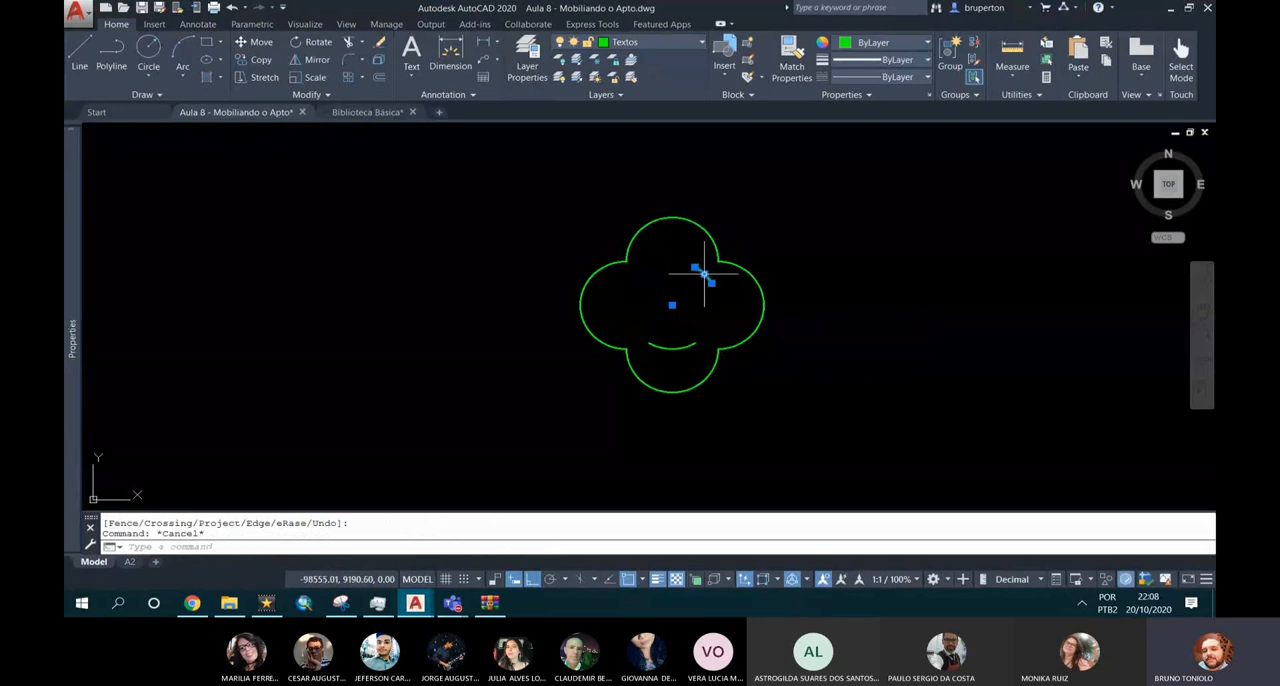 Autodesk AutoCAD 2020 Aula 8 - Mobiliando o Apto.dwg
Type a keyword or phrase
bruperton
Home Insert Annotate Parametric Visualize View Manage Output Add-ins Collaborate Express Tools Featured Apps
Line Polyline Circle Arc
Move Rotate
Copy Mirror
Stretch Scale
Text Dimension
Layer Properties
Textos
Insert
Match Properties
ByLayer
ByLayer
ByLayer
Group
Measure
Paste
Base
Select Mode
Draw Modify Annotation Layers Block Properties Groups Utilities Clipboard View Touch
Start Aula 8 - Mobiliando o Apto* Biblioteca Básica*
N
W TOP E
S
WCS
Properties
Y
X
[Fence/Crossing/Project/Edge/eRase/Undo]:
Command: *Cancel*
Type a command
Model A2
-98555.01, 9190.60, 0.00 MODEL 1:1 / 100% Decimal
POR
PTB2
22:08
20/10/2020
VO AL
MARILIA FERRE... CESAR AUGUST... JEFERSON CAR... JORGE AUGUST... JULIA ALVES LO... CLAUDEMIR BE... GIOVANNA DE... VERA LUCIA M... ASTROGILDA SUARES DOS SANTOS... PAULO SERGIO DA COSTA MONIKA RUIZ BRUNO TONIOLO